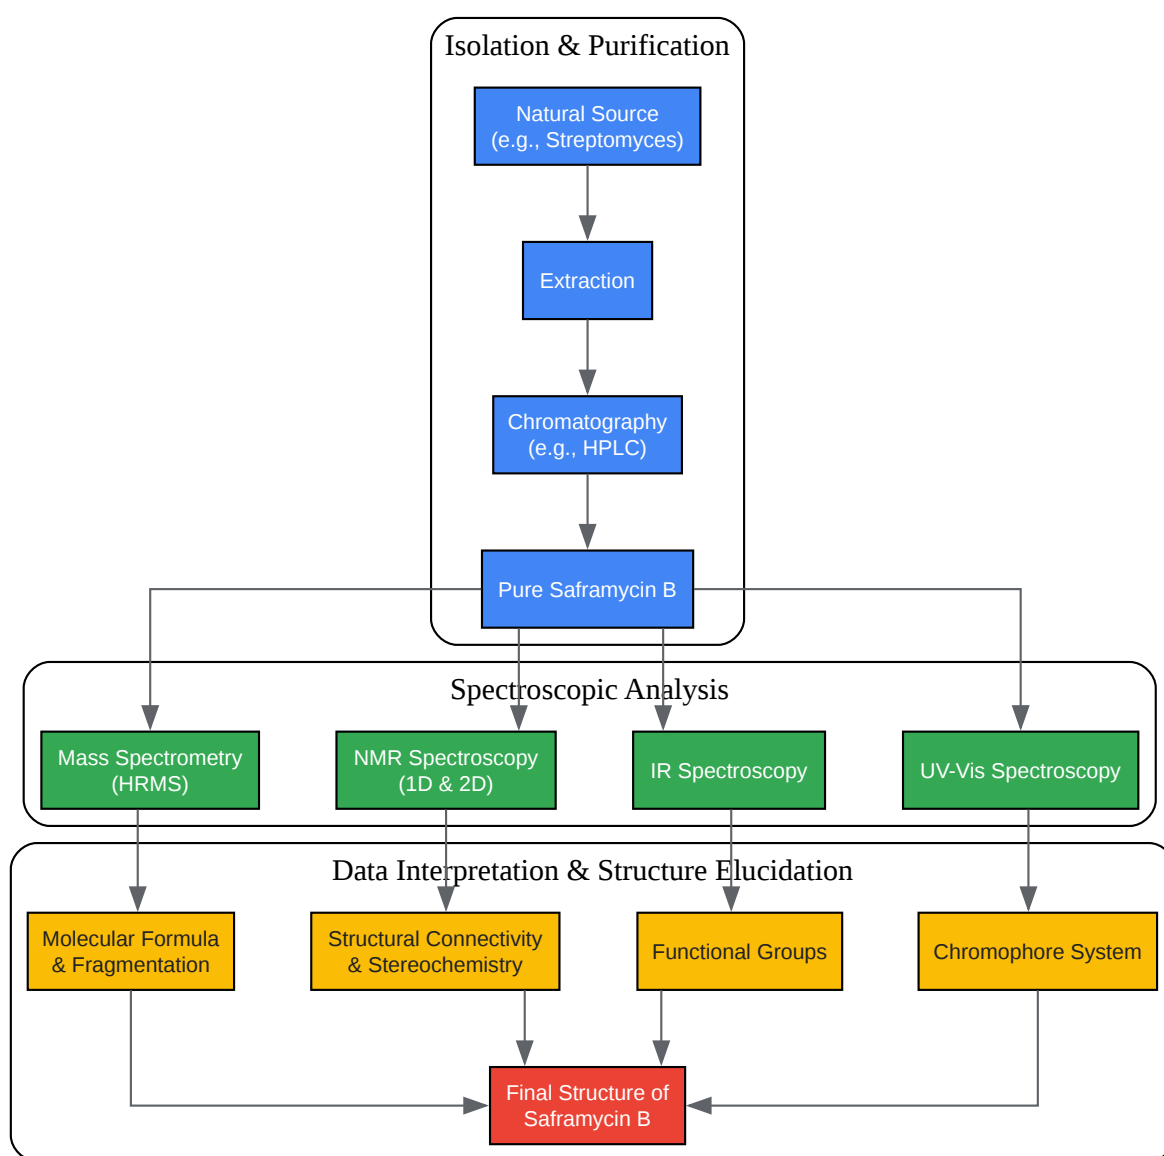 Isolation & Purification
Natural Source
(e.g., Streptomyces)
Extraction
Chromatography
(e.g., HPLC)
Pure Saframycin B
Spectroscopic Analysis
Mass Spectrometry
(HRMS)
NMR Spectroscopy
(1D & 2D)
IR Spectroscopy
UV-Vis Spectroscopy
Data Interpretation & Structure Elucidation
Molecular Formula
& Fragmentation
Structural Connectivity
& Stereochemistry
Functional Groups
Chromophore System
Final Structure of
Saframycin B